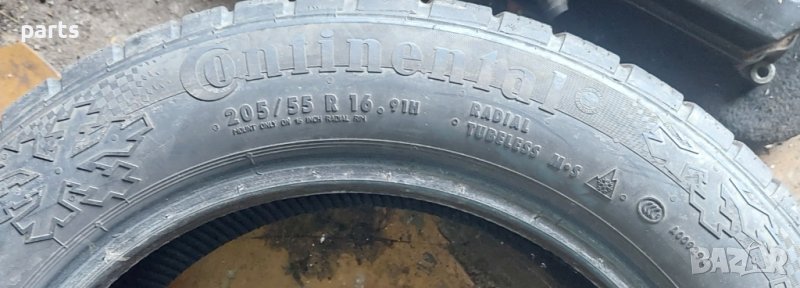 parts
Continental
205/55 R 16 91H
MOUNT ONLY ON 16 INCH RADIAL RIM
RADIAL
TUBELESS M+S
BAZAR